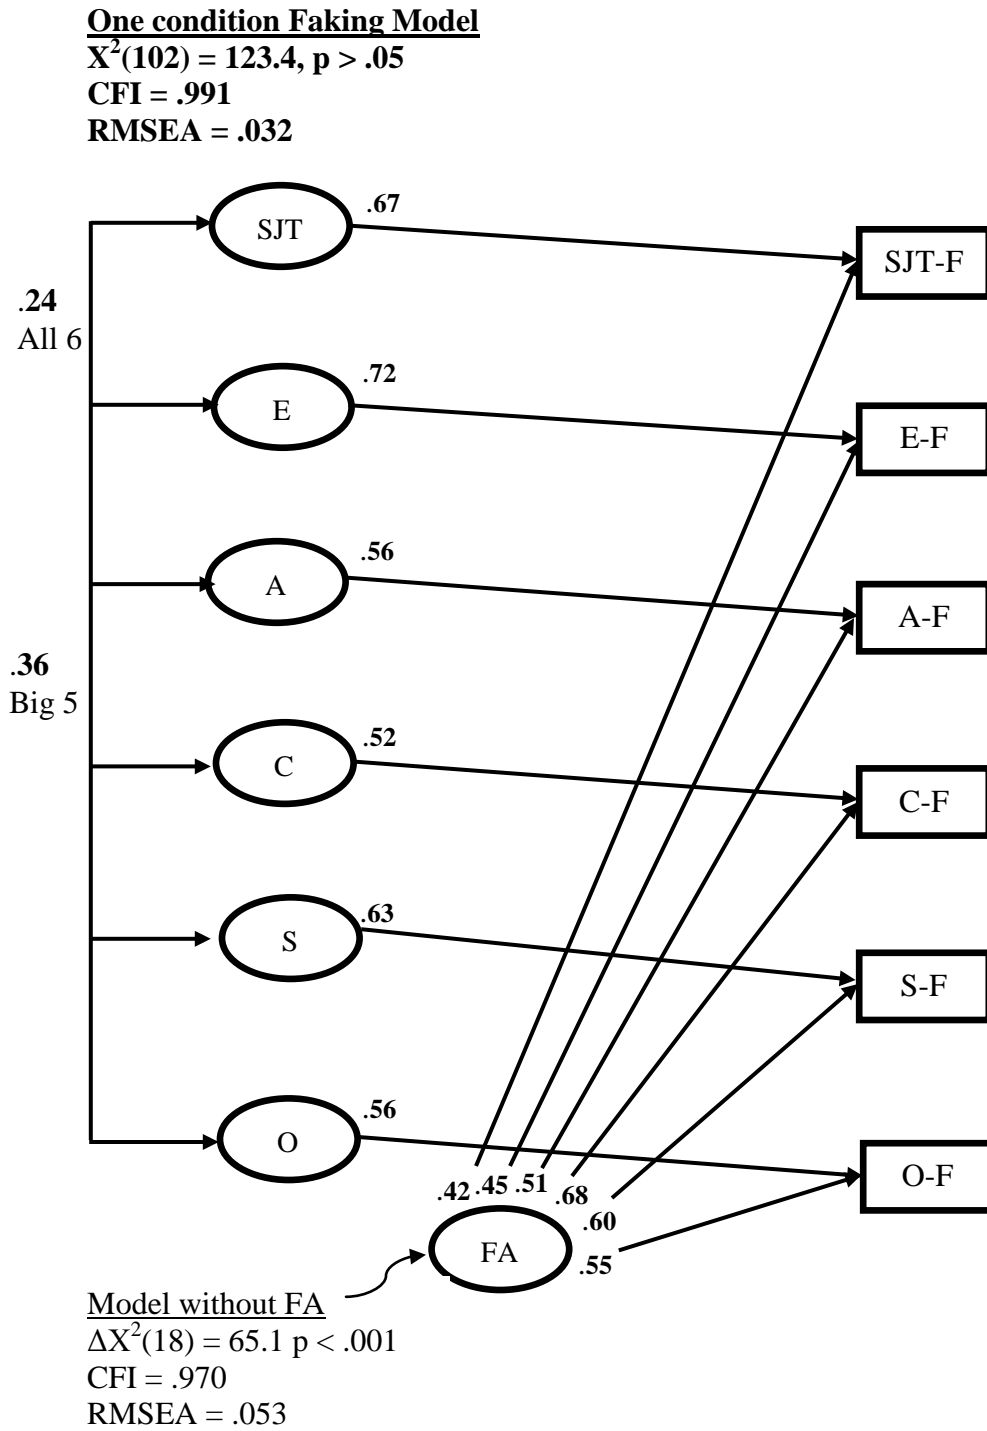 One condition Faking Model
X²(102) = 123.4, p > .05
CFI = .991
RMSEA = .032
SJT
.67
SJT-F
.24
All 6
E
.72
E-F
A
.56
A-F
.36
Big 5
C
.52
C-F
S
.63
S-F
O
.56
O-F
.42 .45 .51 .68
.60
.55
FA
Model without FA
ΔX²(18) = 65.1 p < .001
CFI = .970
RMSEA = .053